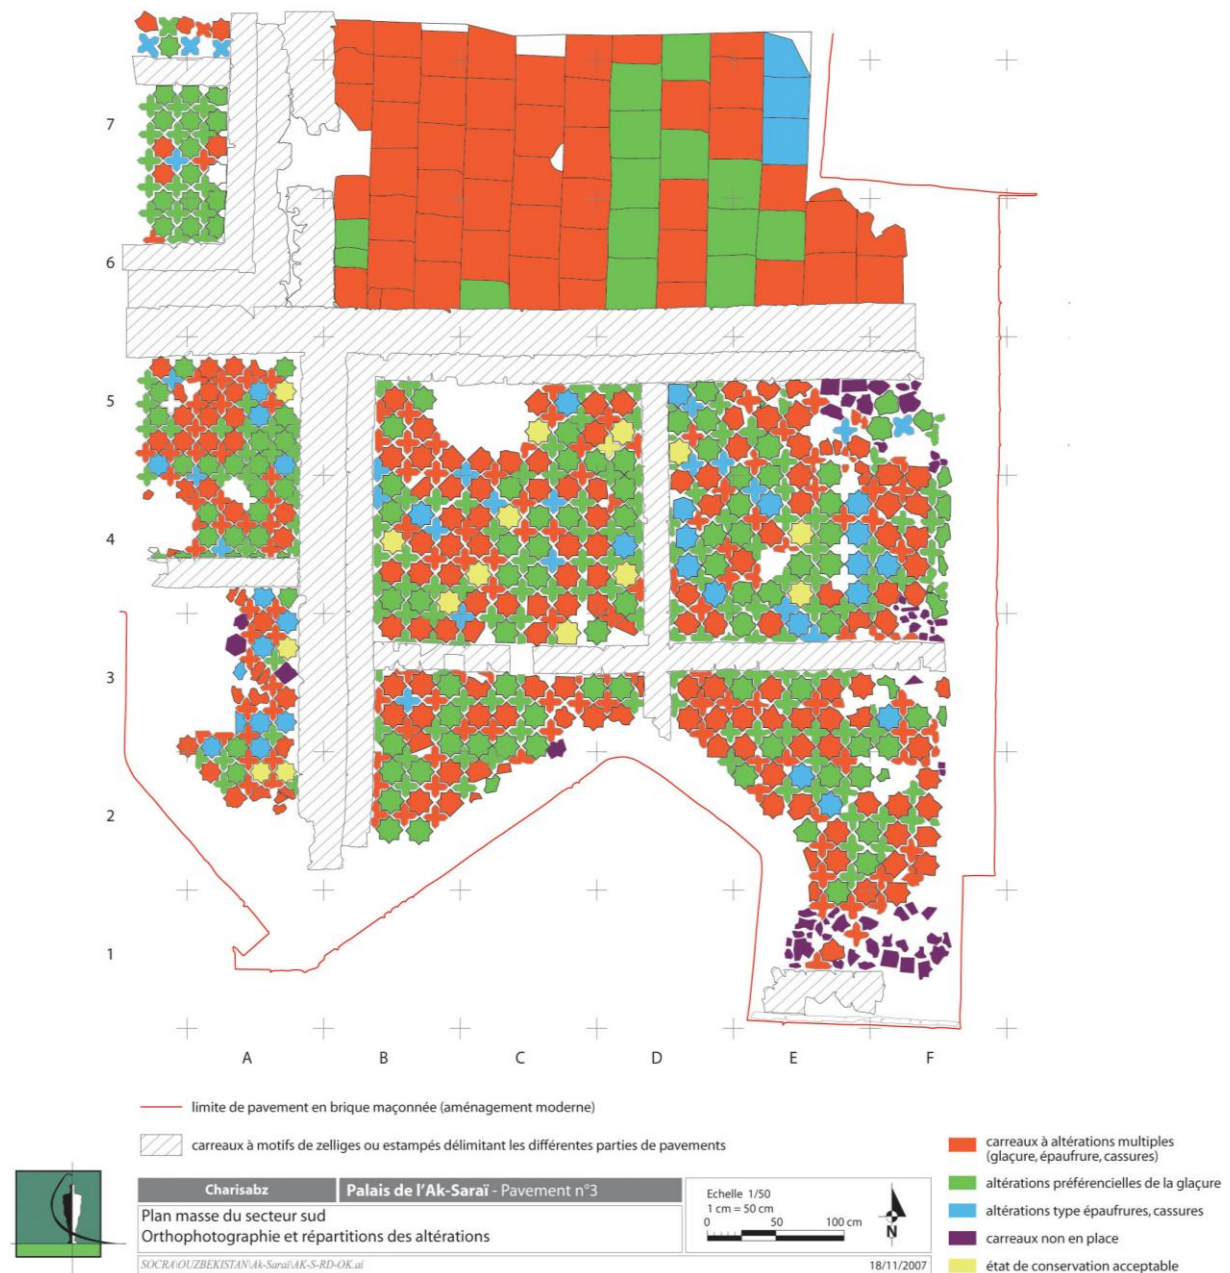 7
6
5
4
3
2
1
A B C D E F
limite de pavement en brique maçonnée (aménagement moderne)
carreaux à motifs de zelliges ou estampés délimitant les différentes parties de pavements
carreaux à altérations multiples
(glaçure, épaufrure, cassures)
altérations préférencielles de la glaçure
altérations type épaufrures, cassures
carreaux non en place
état de conservation acceptable
Charisabz
Palais de l'Ak-Saraï - Pavement n°3
Plan masse du secteur sud
Orthophotographie et répartitions des altérations
SOCRA\OUZBEKISTAN\Ak-Saraï\AK-S-RD-OK.ai
Echelle 1/50
1 cm = 50 cm
0 50 100 cm
N
18/11/2007